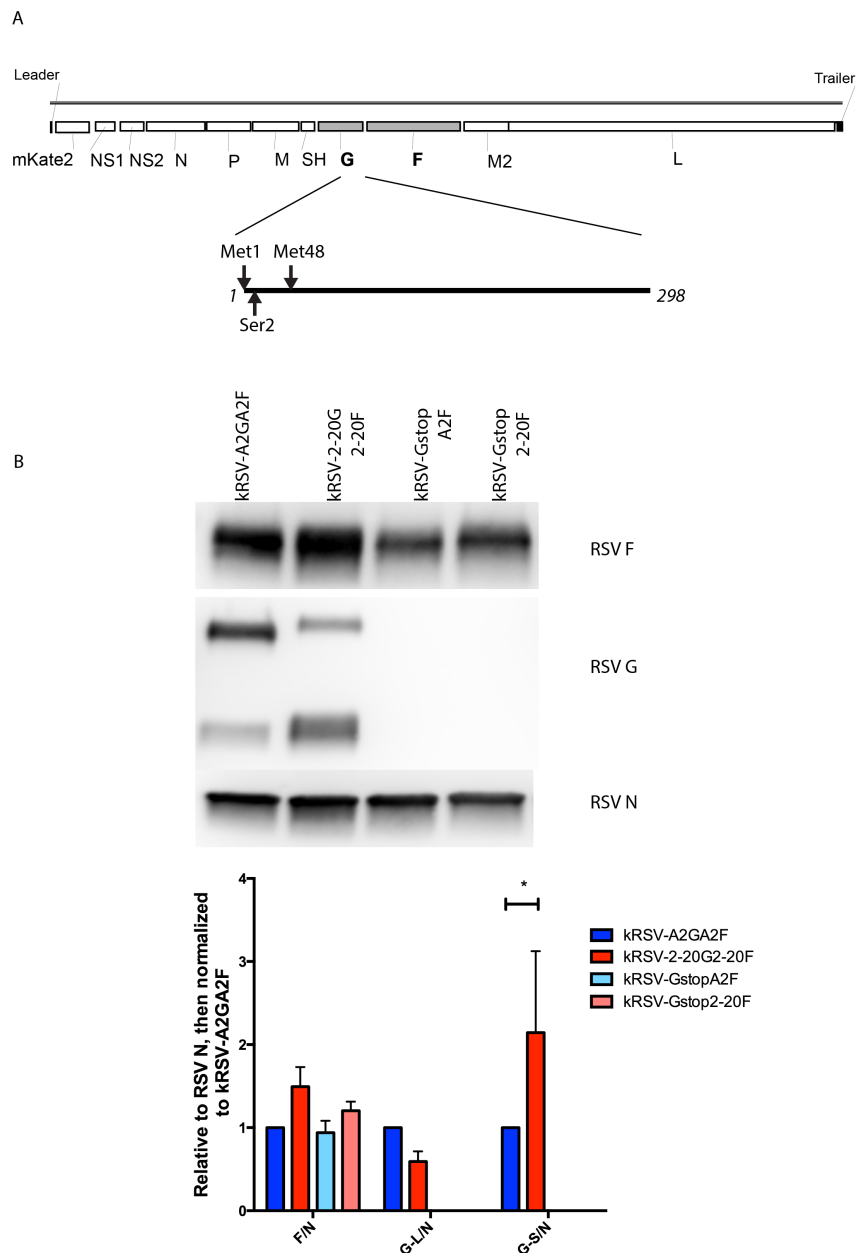 A
Leader
Trailer
mKate2 NS1 NS2 N P M SH G F M2 L
Met1 Met48
1 298
Ser2
B
kRSV-A2GA2F
kRSV-2-20G
2-20F
kRSV-Gstop
A2F
kRSV-Gstop
2-20F
RSV F
RSV G
RSV N
Relative to RSV N, then normalized
to kRSV-A2GA2F
4
3
2
1
0
*
F/N
G-L/N
G-S/N
kRSV-A2GA2F
kRSV-2-20G2-20F
kRSV-GstopA2F
kRSV-Gstop2-20F